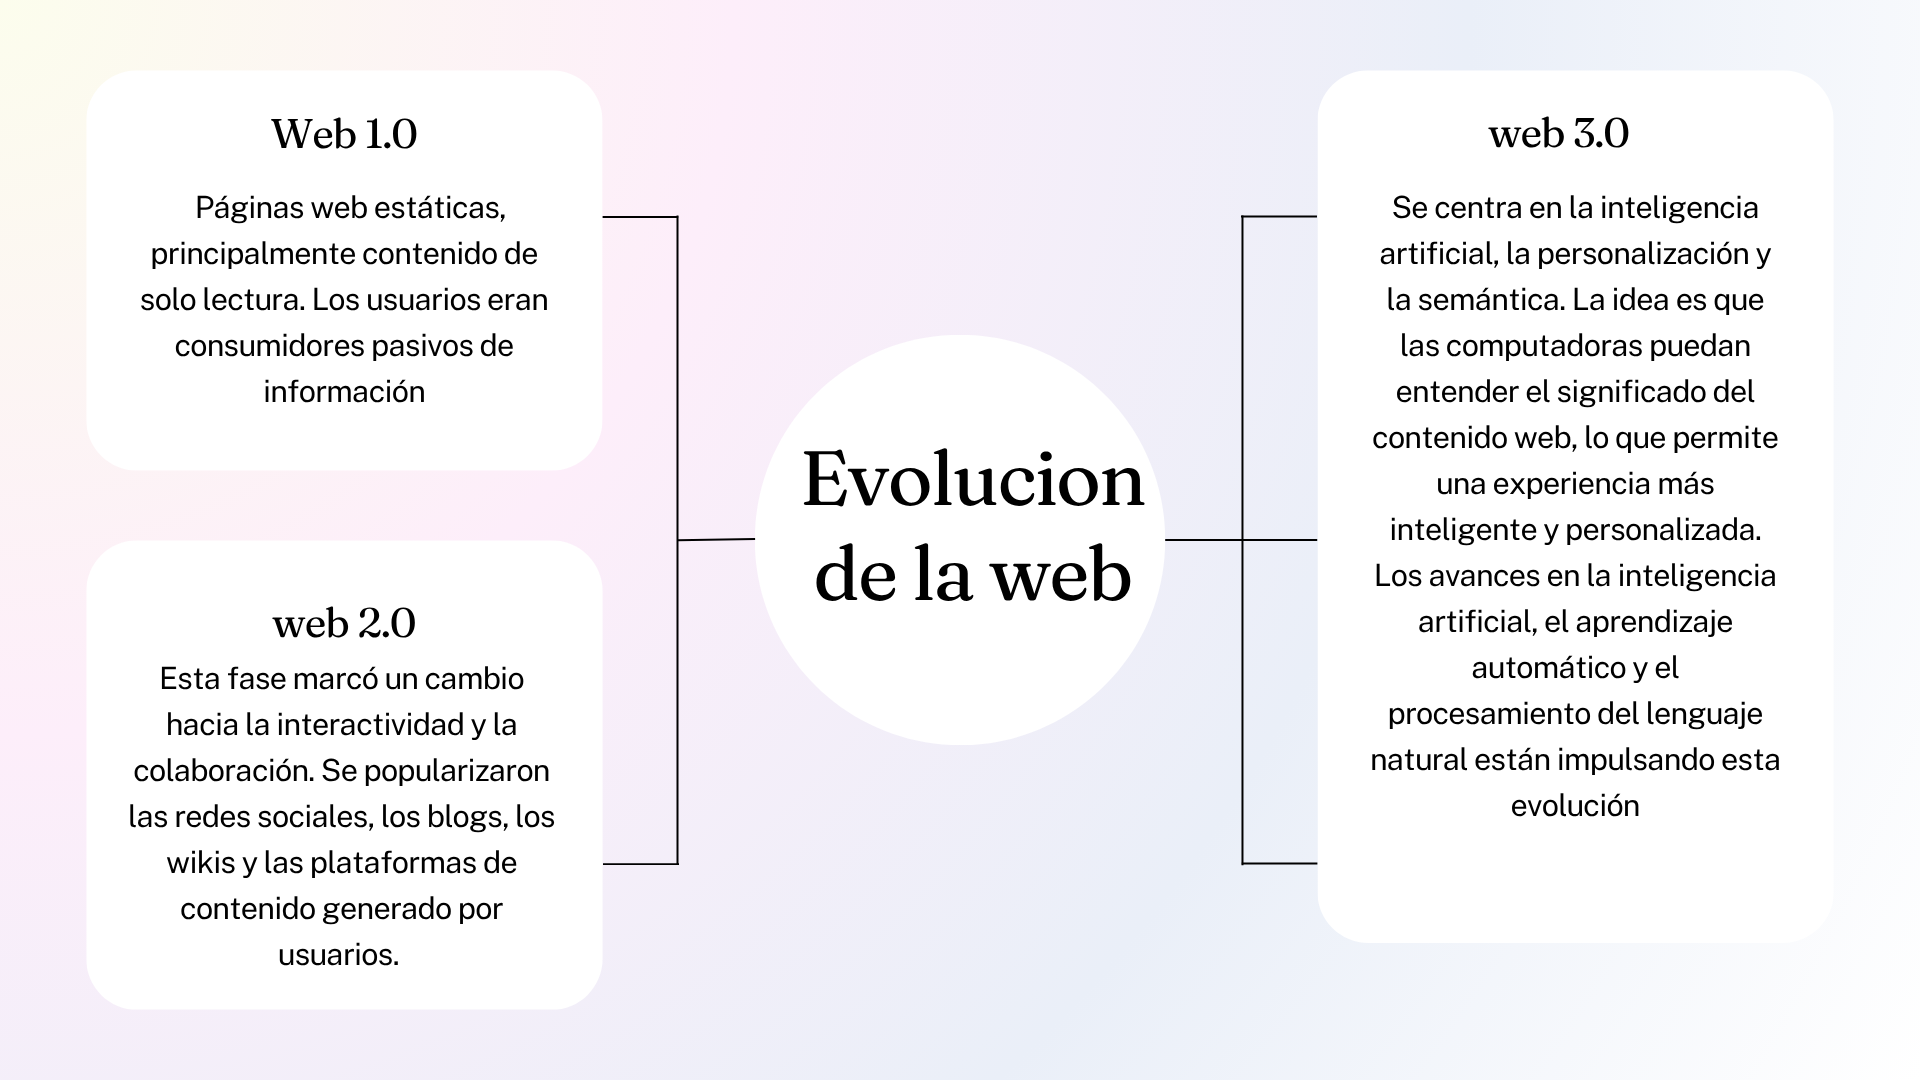 Web 1.0
Páginas web estáticas,
principalmente contenido de
solo lectura. Los usuarios eran
consumidores pasivos de
información
web 2.0
Esta fase marcó un cambio
hacia la interactividad y la
colaboración. Se popularizaron
las redes sociales, los blogs, los
wikis y las plataformas de
contenido generado por
usuarios.
Evolucion
de la web
web 3.0
Se centra en la inteligencia
artificial, la personalización y
la semántica. La idea es que
las computadoras puedan
entender el significado del
contenido web, lo que permite
una experiencia más
inteligente y personalizada.
Los avances en la inteligencia
artificial, el aprendizaje
automático y el
procesamiento del lenguaje
natural están impulsando esta
evolución